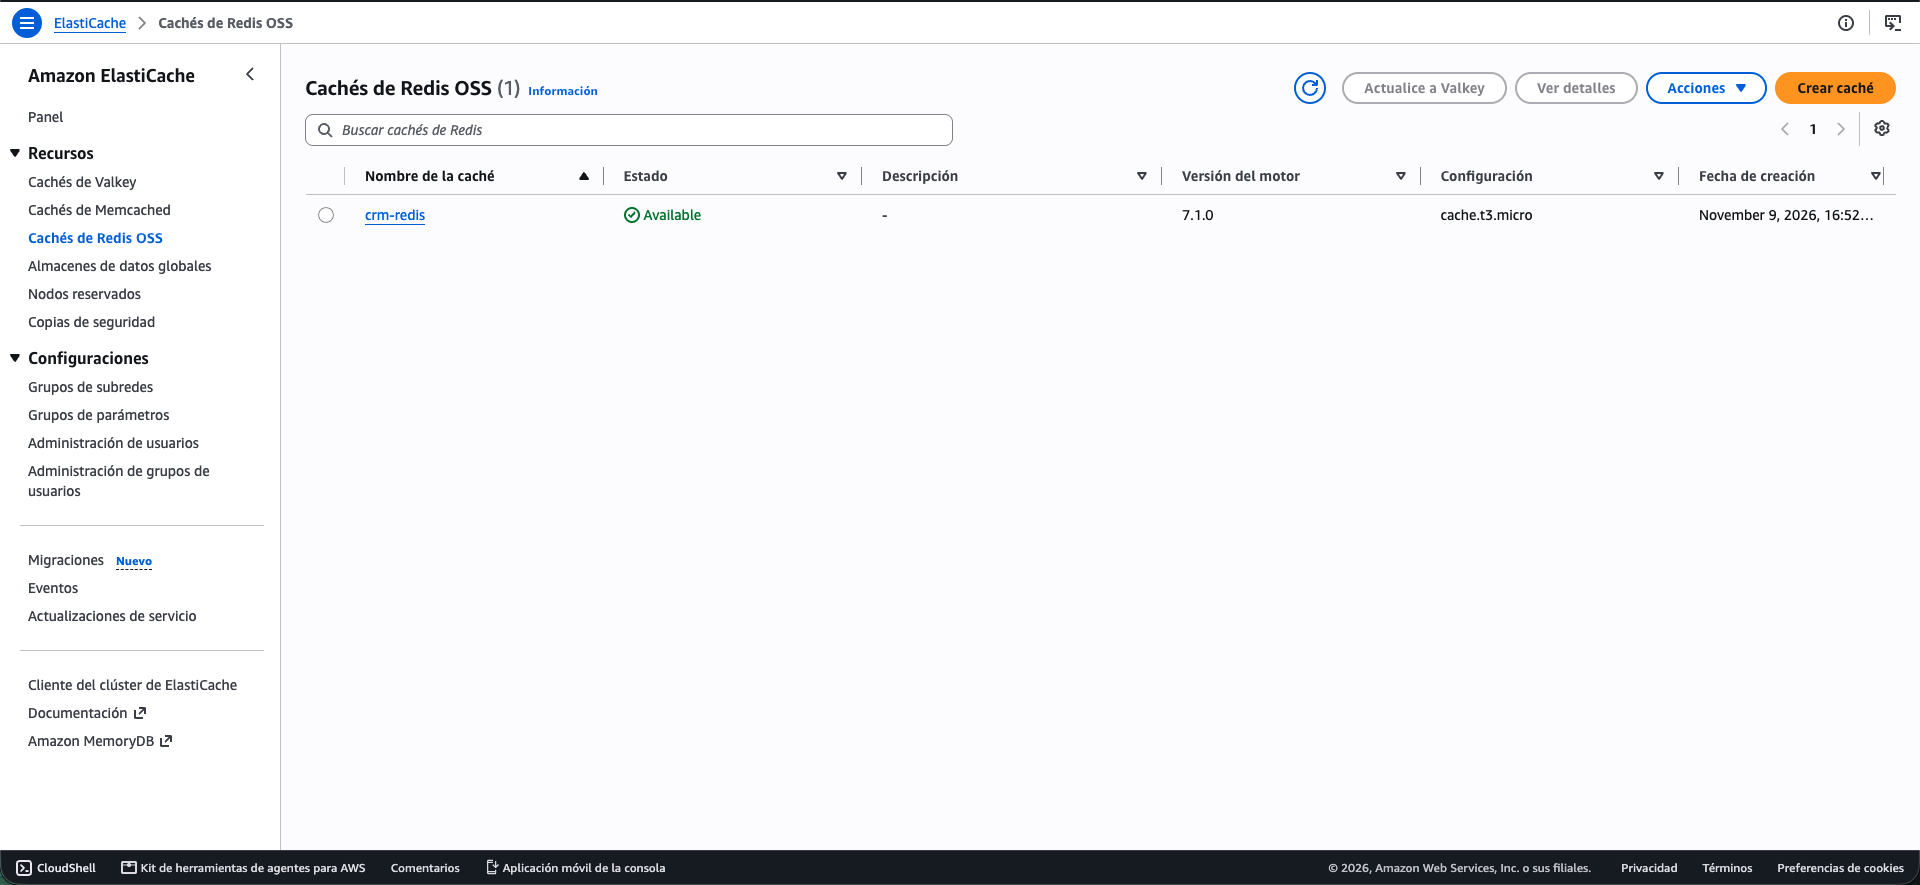 ElastiCache > Cachés de Redis OSS
Amazon ElastiCache
Panel
Recursos
Cachés de Valkey
Cachés de Memcached
Cachés de Redis OSS
Almacenes de datos globales
Nodos reservados
Copias de seguridad
Configuraciones
Grupos de subredes
Grupos de parámetros
Administración de usuarios
Administración de grupos de
usuarios
Migraciones Nuevo
Eventos
Actualizaciones de servicio
Cliente del clúster de ElastiCache
Documentación
Amazon MemoryDB
Cachés de Redis OSS (1) Información
Actualice a Valkey Ver detalles Acciones Crear caché
Buscar cachés de Redis
1
Nombre de la caché Estado Descripción Versión del motor Configuración Fecha de creación
crm-redis Available - 7.1.0 cache.t3.micro November 9, 2026, 16:52...
CloudShell Kit de herramientas de agentes para AWS Comentarios Aplicación móvil de la consola © 2026, Amazon Web Services, Inc. o sus filiales. Privacidad Términos Preferencias de cookies